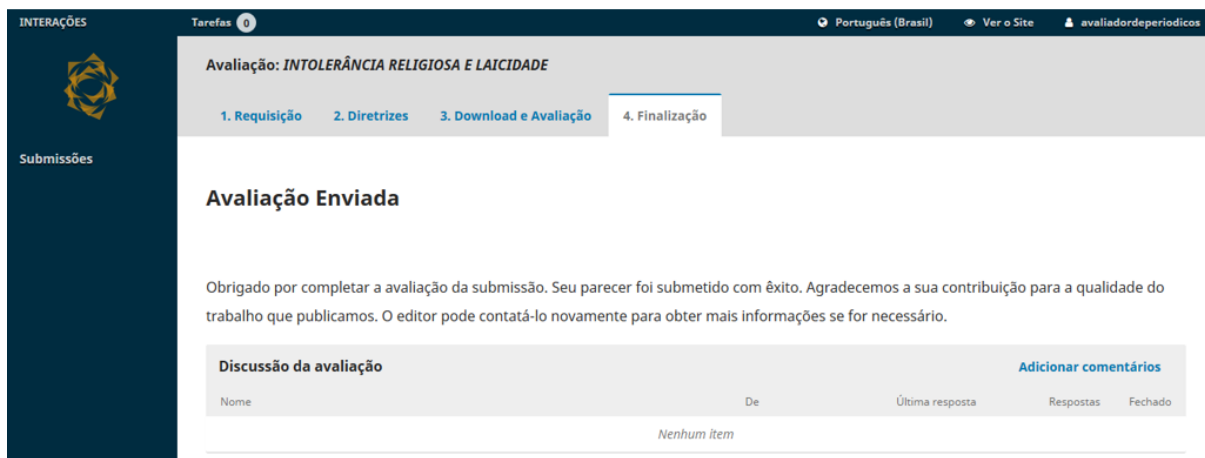 INTERAÇÕES
Tarefas 0
Português (Brasil)
Ver o Site
avaliadordeperiodicos
Avaliação: INTOLERÂNCIA RELIGIOSA E LAICIDADE
1. Requisição
2. Diretrizes
3. Download e Avaliação
4. Finalização
Submissões
Avaliação Enviada
Obrigado por completar a avaliação da submissão. Seu parecer foi submetido com êxito. Agradecemos a sua contribuição para a qualidade do
trabalho que publicamos. O editor pode contatá-lo novamente para obter mais informações se for necessário.
Discussão da avaliação
Adicionar comentários
Nome
De
Última resposta
Respostas
Fechado
Nenhum item